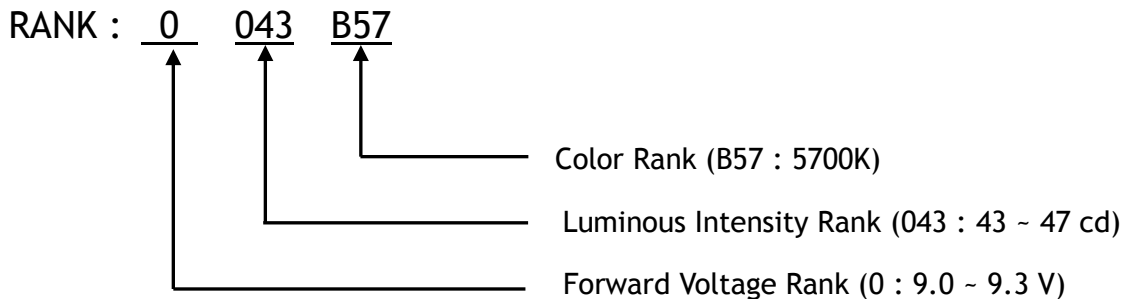 RANK : 0 043 B57
Color Rank (B57 : 5700K)
Luminous Intensity Rank (043 : 43 ~ 47 cd)
Forward Voltage Rank (0 : 9.0 ~ 9.3 V)